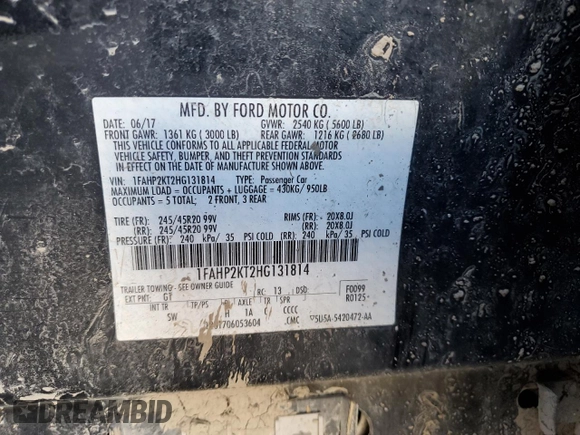 MFD. BY FORD MOTOR CO.
DATE: 06/17 GVWR: 2540 KG ( 5600 LB)
FRONT GAWR: 1361 KG ( 3000 LB) REAR GAWR: 1216 KG ( 2680 LB)
THIS VEHICLE CONFORMS TO ALL APPLICABLE FEDERAL MOTOR
VEHICLE SAFETY, BUMPER, AND THEFT PREVENTION STANDARDS
IN EFFECT ON THE DATE OF MANUFACTURE SHOWN ABOVE.
VIN: 1FAHP2KT2HG131814 TYPE: Passenger Car
MAXIMUM LOAD = OCCUPANTS + LUGGAGE = 430KG/ 950LB
OCCUPANTS = 5 TOTAL: 2 FRONT, 3 REAR
TIRE (FR): 245/45R20 99V RIMS (FR): - 20X8.0J
(RR): 245/45R20 99V (RR): 20X8.0J
PRESSURE (FR): 240 kPa/ 35 PSI COLD (RR): 240 kPa/ 35 PSI COLD
1FAHP2KT2HG131814
TRAILER TOWING- SEE OWNER GUIDE F0099
EXT PNT: GT RC: 13 DSO: R0125-
INT TR TP/PS R AXLE TR SPR
5W H 1A C CCCC
706053604 .CMC 5U5A-5420472-AA
DREAMBID